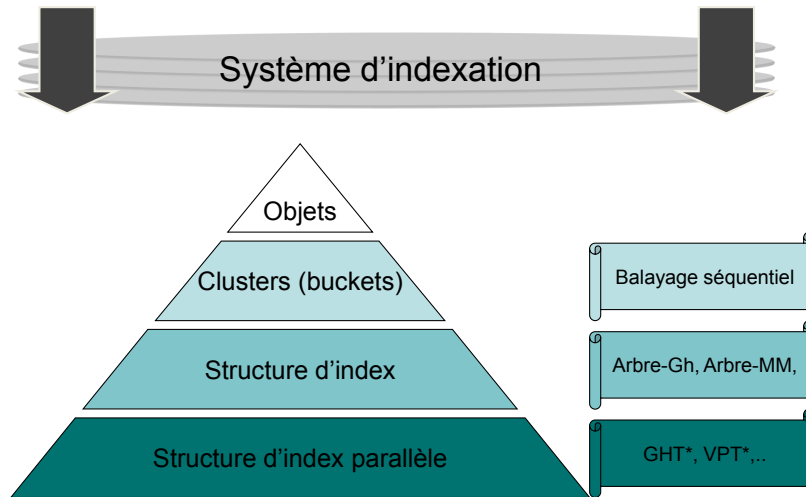 Système d’indexation
Objets
Clusters (buckets)
Balayage séquentiel
Structure d’index
Arbre-Gh, Arbre-MM,
Structure d’index parallèle
GHT*, VPT*,..